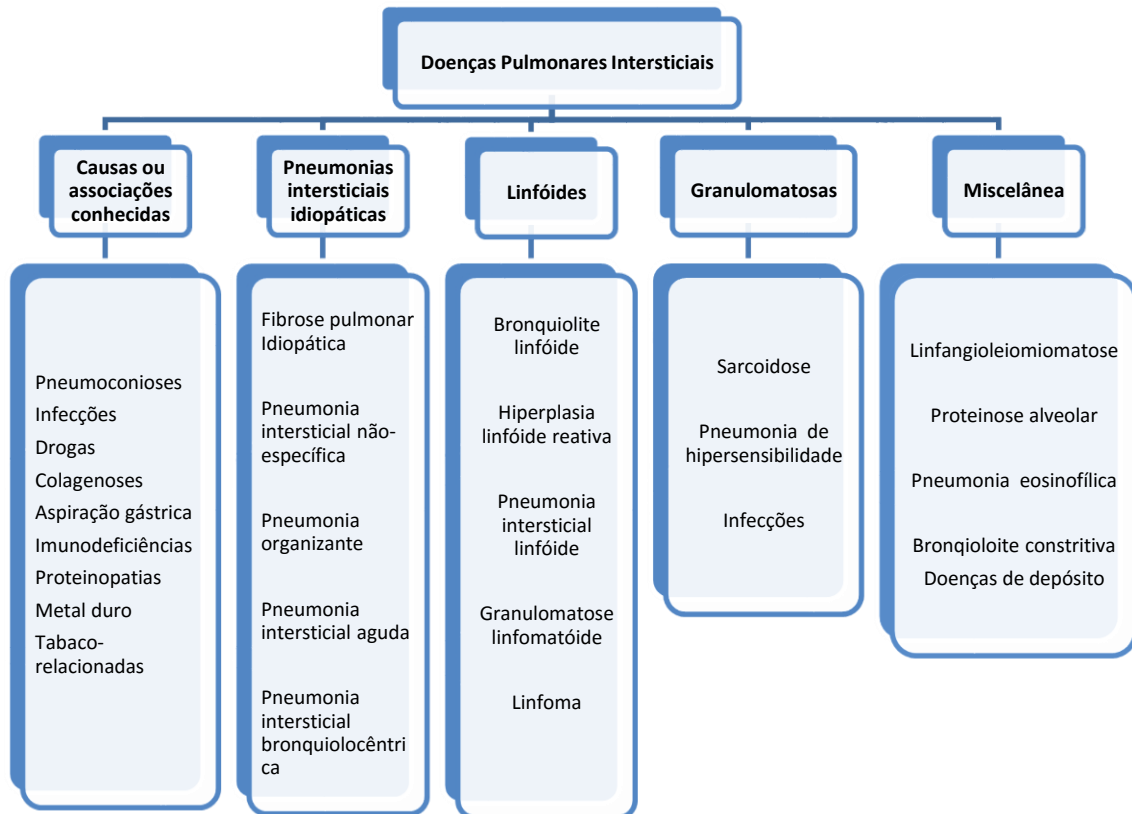 Doenças Pulmonares Intersticiais
Causas ou
associações
conhecidas
Pneumonias
intersticiais
idiopáticas
Linfóides
Granulomatosas
Miscelânea
Pneumoconioses
Infecções
Drogas
Colagenoses
Aspiração gástrica
Imunodeficiências
Proteinopatias
Metal duro
Tabaco-
relacionadas
Fibrose pulmonar
Idiopática
Pneumonia
intersticial não-
específica
Pneumonia
organizante
Pneumonia
intersticial aguda
Pneumonia
intersticial
bronquiolocêntri
ca
Bronquiolite
linfóide
Hiperplasia
linfóide reativa
Pneumonia
intersticial
linfóide
Granulomatose
linfomatóide
Linfoma
Sarcoidose
Pneumonia de
hipersensibilidade
Infecções
Linfangioleiomiomatose
Proteinose alveolar
Pneumonia eosinofílica
Bronqioloite constritiva
Doenças de depósito